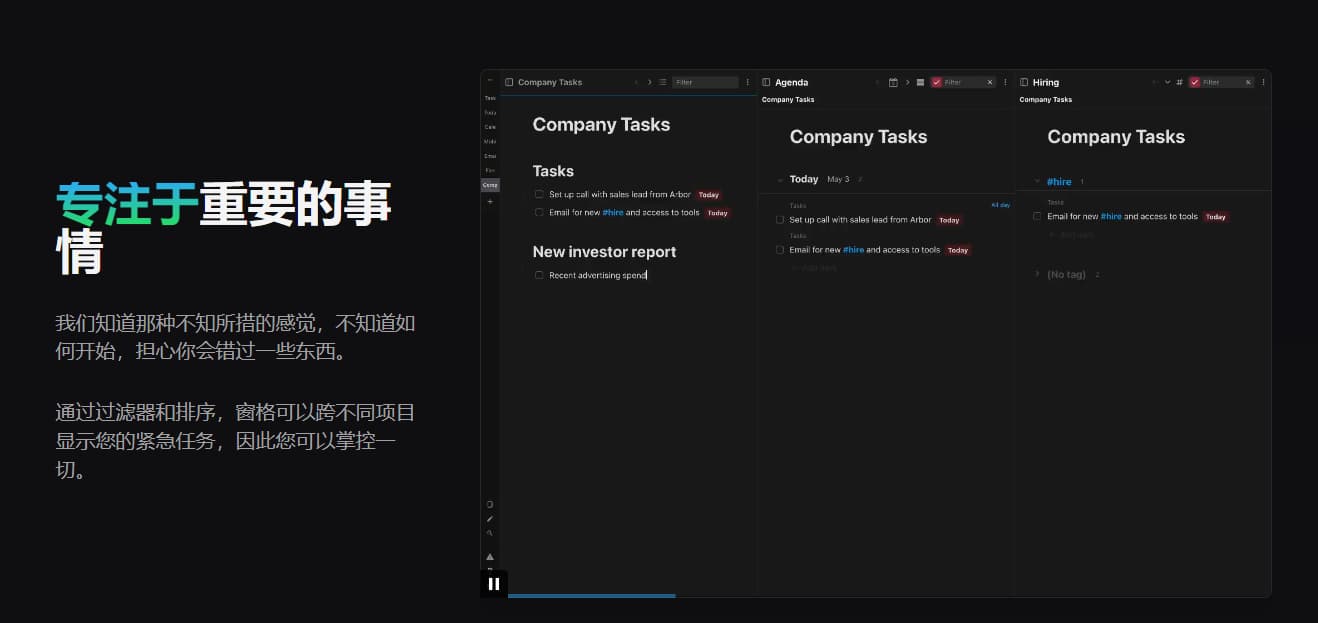 专注于重要的事
情
我们知道那种不知所措的感觉，不知道如
何开始，担心你会错过一些东西。
通过过滤器和排序，窗格可以跨不同项目
显示您的紧急任务，因此您可以掌控一
切。
Company Tasks
Filter
Company Tasks
Tasks
Set up call with sales lead from Arbor Today
Email for new #hire and access to tools Today
New investor report
Recent advertising spend
Agenda
Filter
Company Tasks
Company Tasks
Today May 3 2
Tasks
All day
Set up call with sales lead from Arbor Today
Tasks
Email for new #hire and access to tools Today
Hiring
Filter
Company Tasks
Company Tasks
#hire 1
Tasks
Email for new #hire and access to tools Today
(No tag) 2